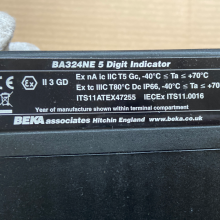 BA324NE 5 Digit Indicator
Ex II 3 GD
Ex nA ic IIC T5 Gc, -40°C ≤ Ta ≤ +70°C
Ex tc IIIC T80°C Dc IP66, -40°C ≤ Ta ≤ +70°C
ITS11ATEX47255 IECEx ITS11.0016
Year of manufacture shown within terminal compartment
BEKA associates Hitchin England www.beka.co.uk